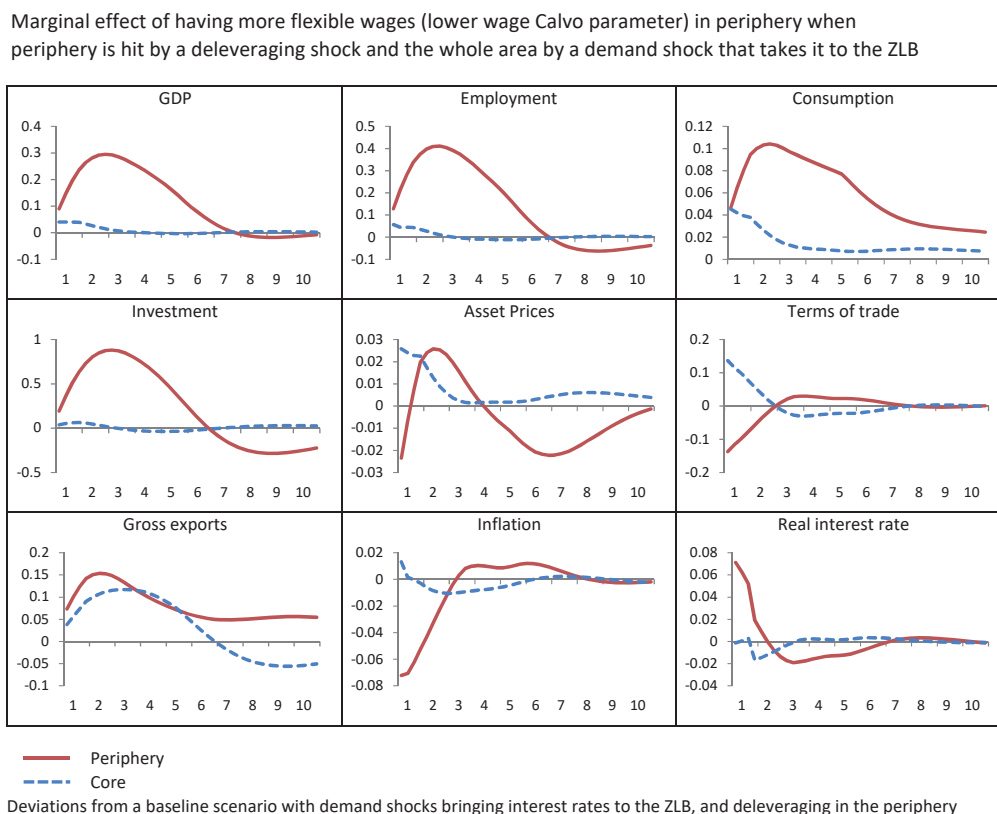 Marginal effect of having more flexible wages (lower wage Calvo parameter) in periphery when
periphery is hit by a deleveraging shock and the whole area by a demand shock that takes it to the ZLB
GDP
0.4
0.3
0.2
0.1
0
-0.1
1 2 3 4 5 6 7 8 9 10
Employment
0.5
0.4
0.3
0.2
0.1
0
-0.1
1 2 3 4 5 6 7 8 9 10
Consumption
0.12
0.1
0.08
0.06
0.04
0.02
0
1 2 3 4 5 6 7 8 9 10
Investment
1
0.5
0
-0.5
1 2 3 4 5 6 7 8 9 10
Asset Prices
0.03
0.02
0.01
0
-0.01
-0.02
-0.03
1 2 3 4 5 6 7 8 9 10
Terms of trade
0.2
0.1
0
-0.1
-0.2
1 2 3 4 5 6 7 8 9 10
Gross exports
0.2
0.15
0.1
0.05
0
-0.05
-0.1
1 2 3 4 5 6 7 8 9 10
Inflation
0.02
0
-0.02
-0.04
-0.06
-0.08
1 2 3 4 5 6 7 8 9 10
Real interest rate
0.08
0.06
0.04
0.02
0
-0.02
-0.04
1 2 3 4 5 6 7 8 9 10
Periphery
Core
Deviations from a baseline scenario with demand shocks bringing interest rates to the ZLB, and deleveraging in the periphery